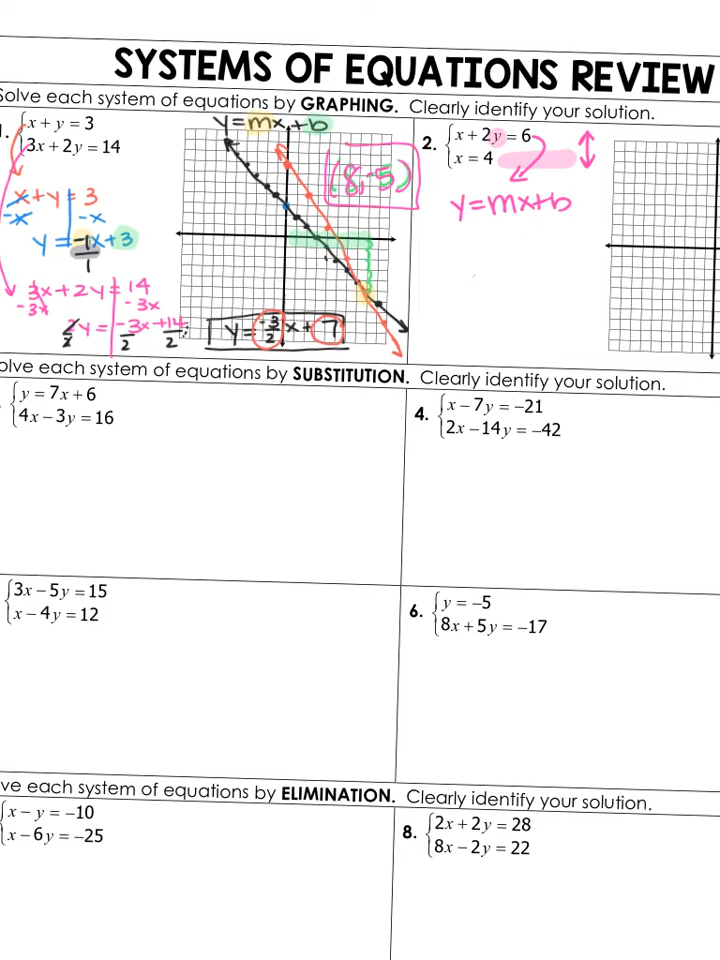 SYSTEMS OF EQUATIONS REVIEW
Solve each system of equations by GRAPHING. Clearly identify your solution.
1. x + y = 3
3x + 2y = 14
y = mx + b
x + y = 3
-x -x
y = -1x + 3
1
3x + 2y = 14
-3x -3x
2y = -3x + 14
2 2 2
y = -3/2 x + 7
(8, -5)
2. x + 2y = 6
x = 4
y = mx + b
olve each system of equations by SUBSTITUTION. Clearly identify your solution.
y = 7x + 6
4x − 3y = 16
4. x − 7y = −21
2x − 14y = −42
3x − 5y = 15
x − 4y = 12
6. y = −5
8x + 5y = −17
ve each system of equations by ELIMINATION. Clearly identify your solution.
x − y = −10
x − 6y = −25
8. 2x + 2y = 28
8x − 2y = 22